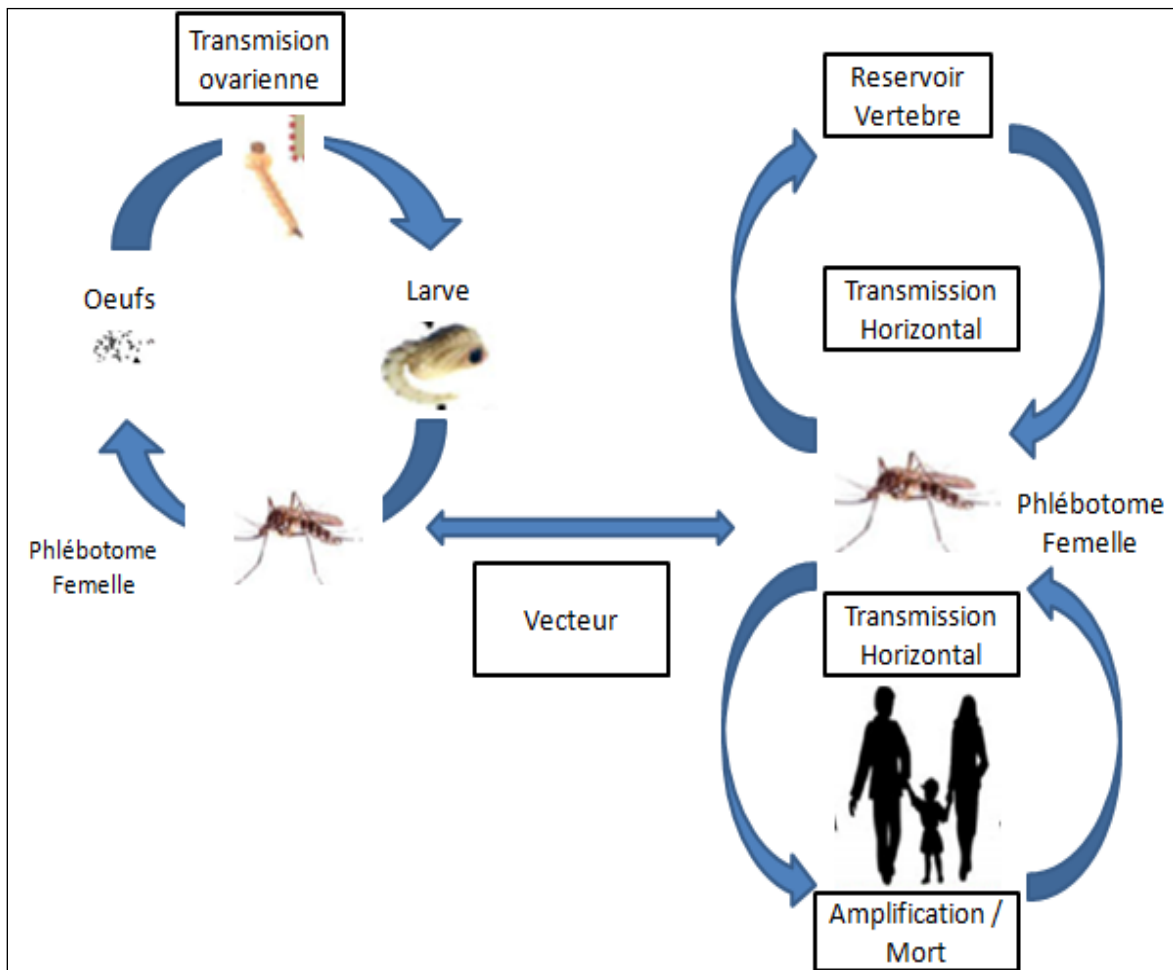 Transmision
ovarienne
Oeufs
Larve
Phlébotome
Femelle
Vecteur
Reservoir
Vertebre
Transmission
Horizontal
Phlébotome
Femelle
Transmission
Horizontal
Amplification /
Mort